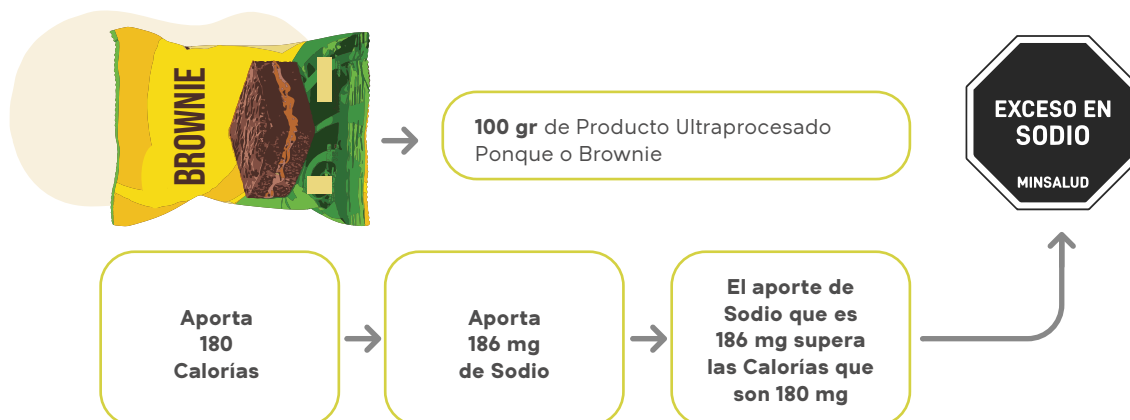 BROWNIE
100 gr de Producto Ultraprocesado
Ponque o Brownie
EXCESO EN
SODIO
MINSALUD
Aporta
180
Calorías
Aporta
186 mg
de Sodio
El aporte de
Sodio que es
186 mg supera
las Calorías que
son 180 mg